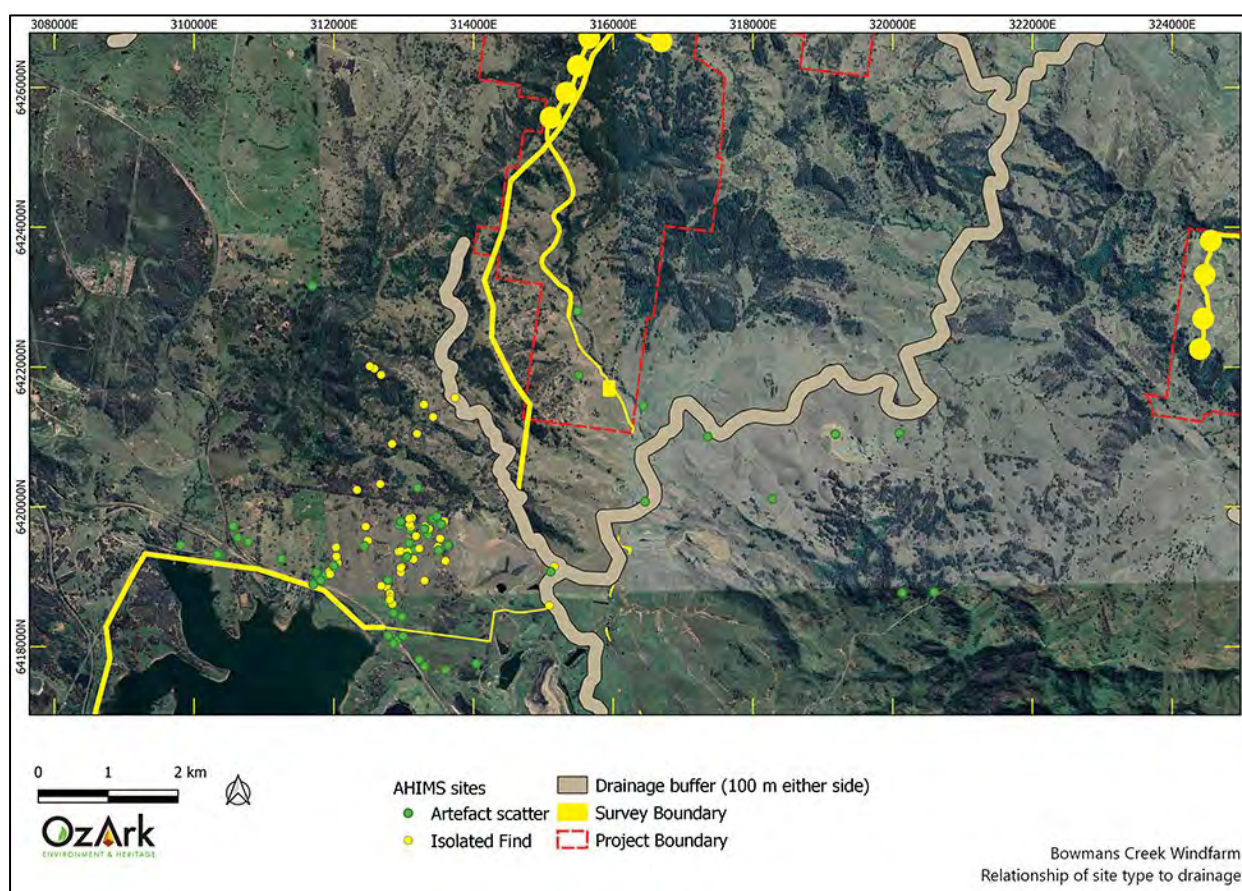 308000E 310000E 312000E 314000E 316000E 318000E 320000E 322000E 324000E
6426000N
6424000N
6422000N
6420000N
6418000N
0 1 2 km
AHIMS sites
Artefact scatter
Isolated Find
Drainage buffer (100 m either side)
Survey Boundary
Project Boundary
OzArk
ENVIRONMENT & HERITAGE
Bowmans Creek Windfarm
Relationship of site type to drainage